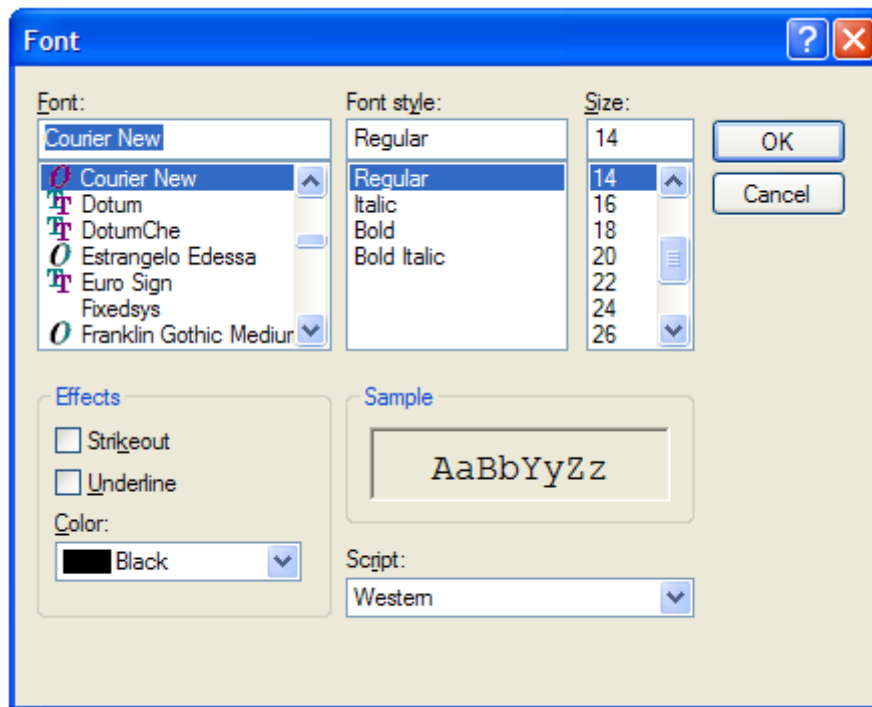 Font
Font:
Courier New
Courier New
Dotum
DotumChe
Estrangelo Edessa
Euro Sign
Fixedsys
Franklin Gothic Mediur
Font style:
Regular
Regular
Italic
Bold
Bold Italic
Size:
14
14
16
18
20
22
24
26
OK
Cancel
Effects
Strikeout
Underline
Color:
Black
Sample
AaBbYyZz
Script:
Western